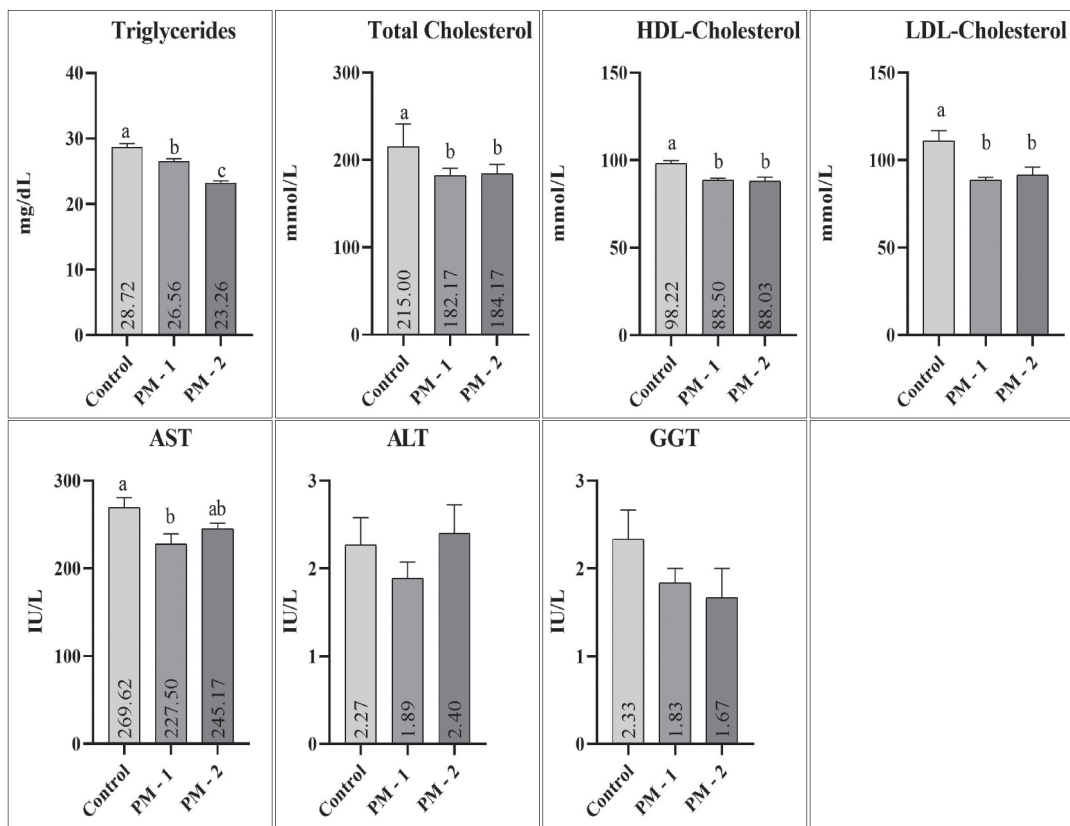 Triglycerides
mg/dL
40
30
20
10
0
a
b
c
28.72
26.56
23.26
Control
PM - 1
PM - 2
Total Cholesterol
mmol/L
300
200
100
0
a
b
b
215.00
182.17
184.17
Control
PM - 1
PM - 2
HDL-Cholesterol
mmol/L
150
100
50
0
a
b
b
98.22
88.50
88.03
Control
PM - 1
PM - 2
LDL-Cholesterol
mmol/L
150
100
50
0
a
b
b
Control
PM - 1
PM - 2
AST
IU/L
300
200
100
0
a
b
ab
269.62
227.50
245.17
Control
PM - 1
PM - 2
ALT
IU/L
3
2
1
0
2.27
1.89
2.40
Control
PM - 1
PM - 2
GGT
IU/L
3
2
1
0
2.33
1.83
1.67
Control
PM - 1
PM - 2